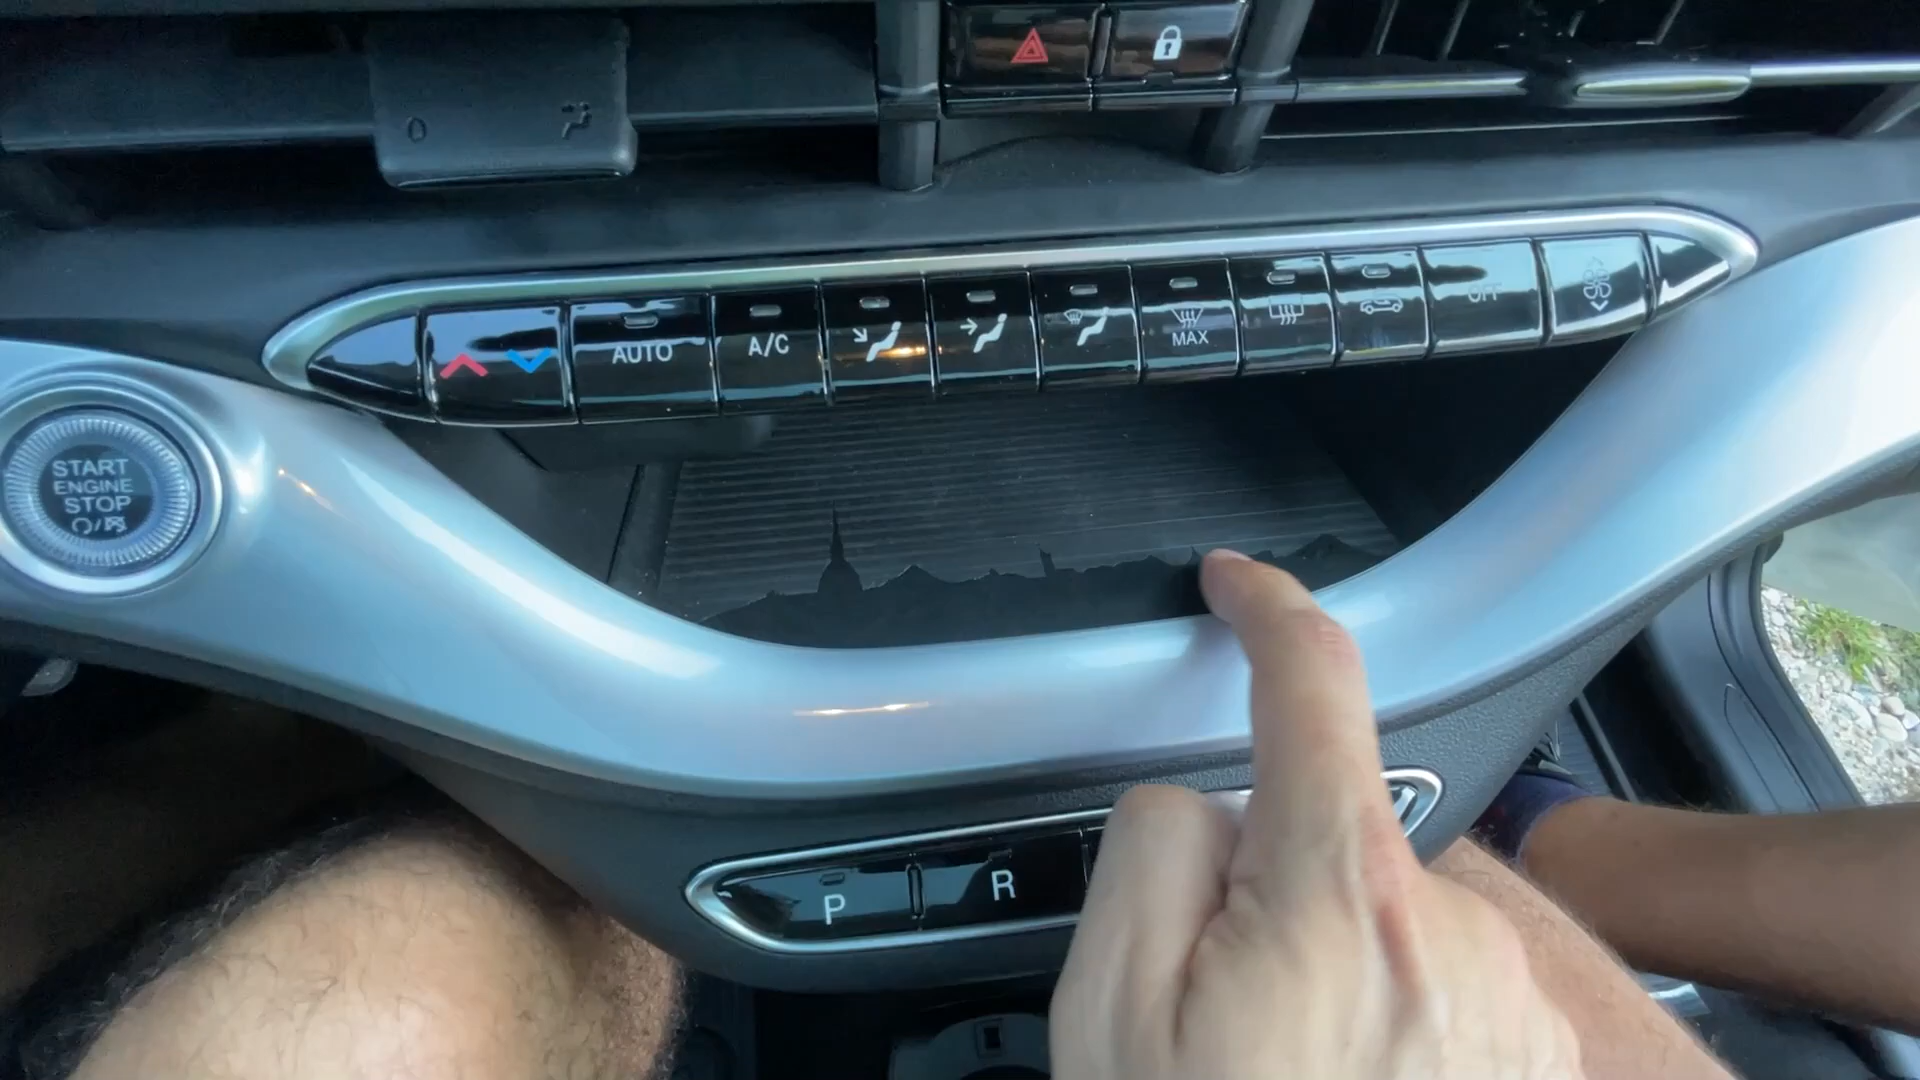 START
ENGINE
STOP
AUTO
A/C
MAX
OFF
P
R